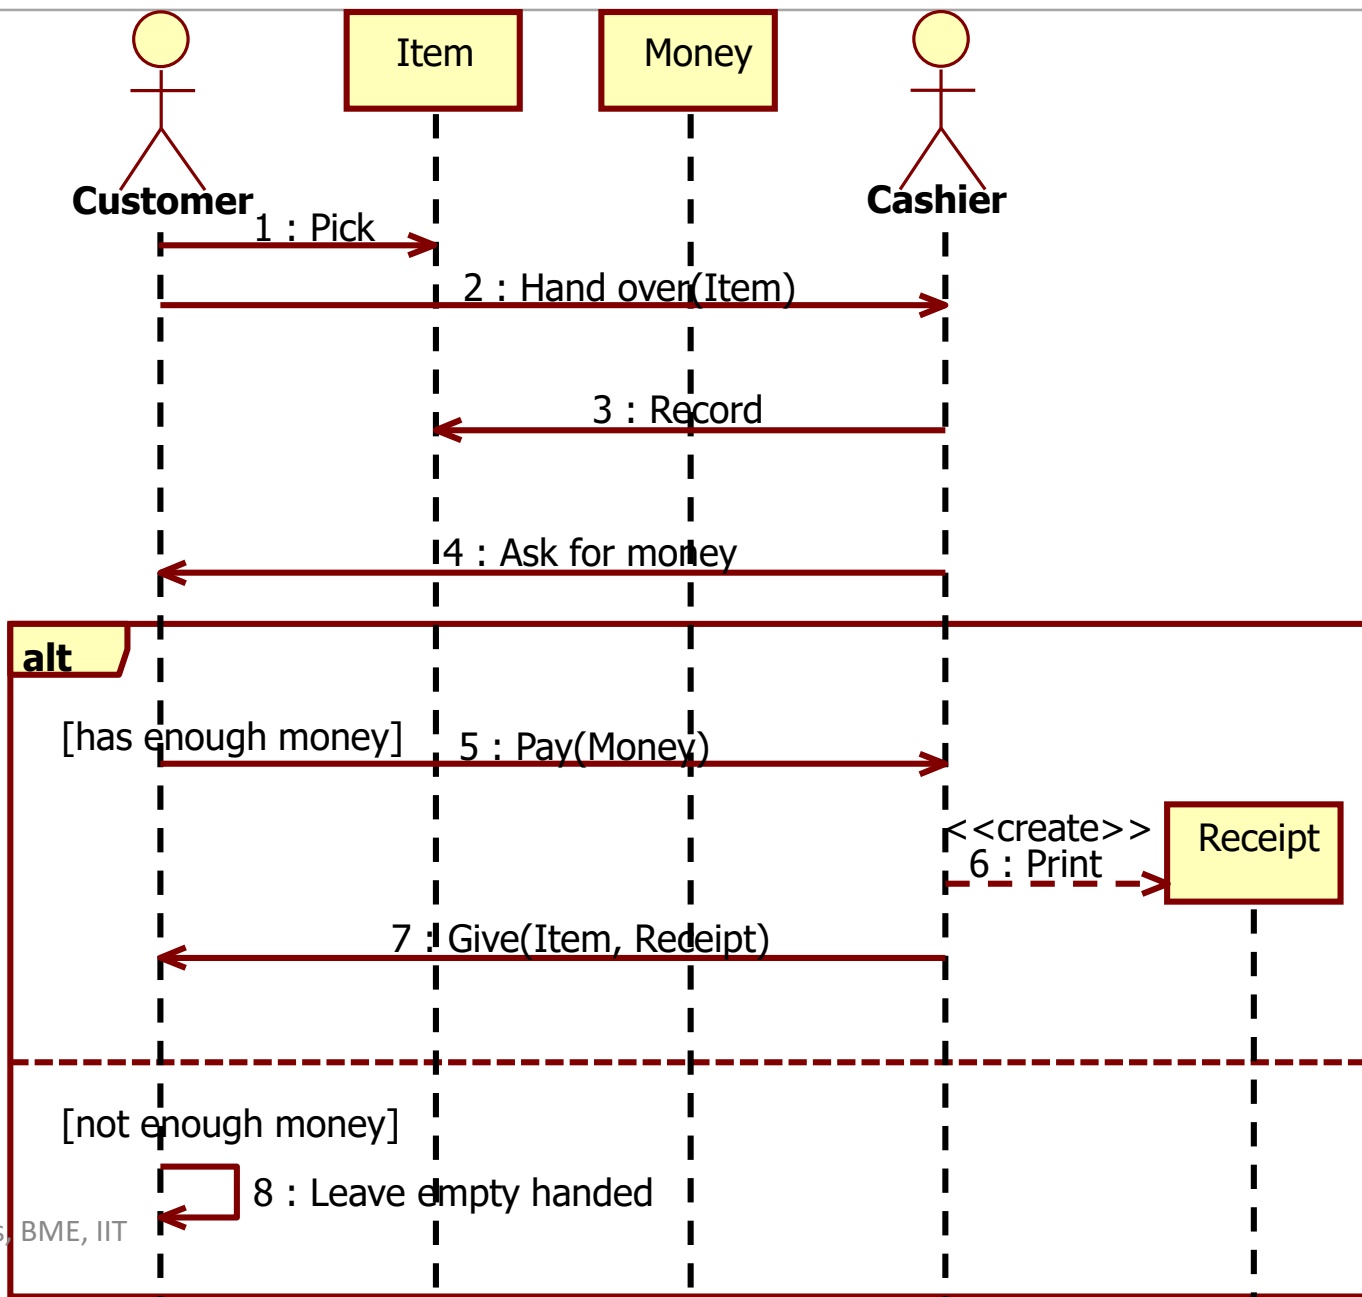 Item
Money
Customer
Cashier
1 : Pick
2 : Hand over(Item)
3 : Record
4 : Ask for money
alt
[has enough money]
5 : Pay(Money)
<<create>>
6 : Print
Receipt
7 : Give(Item, Receipt)
[not enough money]
8 : Leave empty handed
, BME, IIT